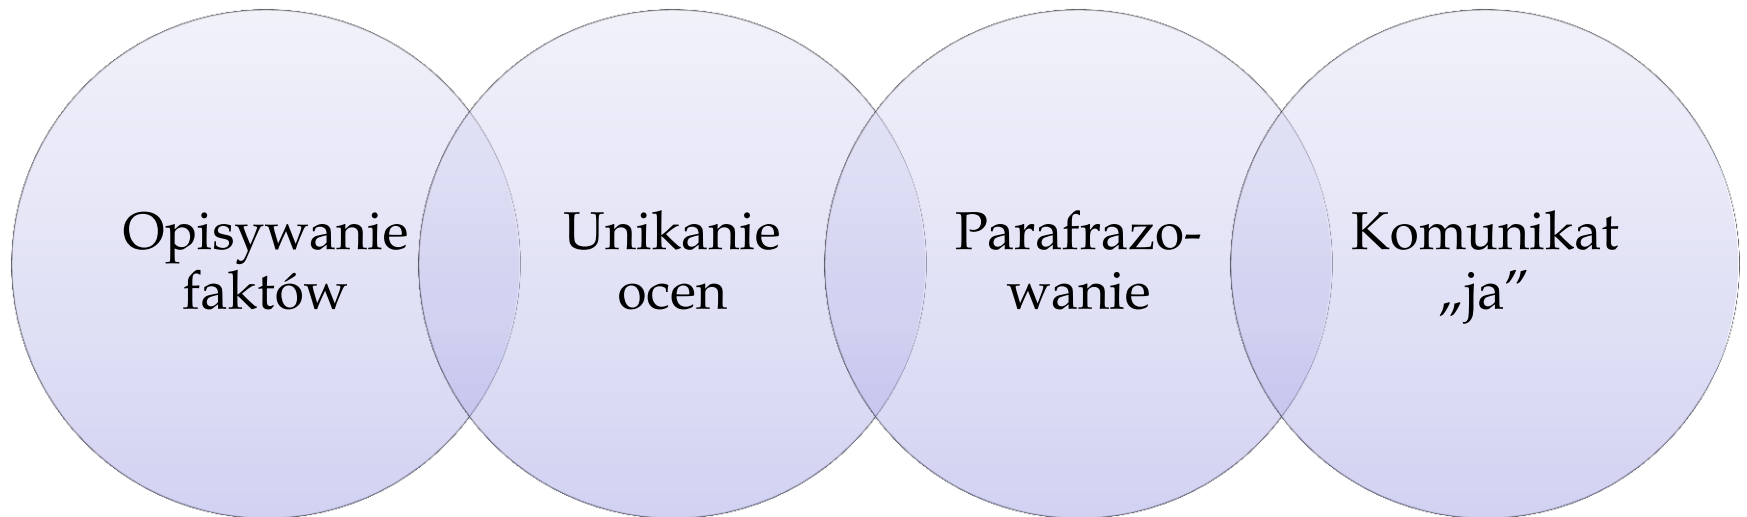 Opisywanie
faktów
Unikanie
ocen
Parafrazo-
wanie
Komunikat
„ja”